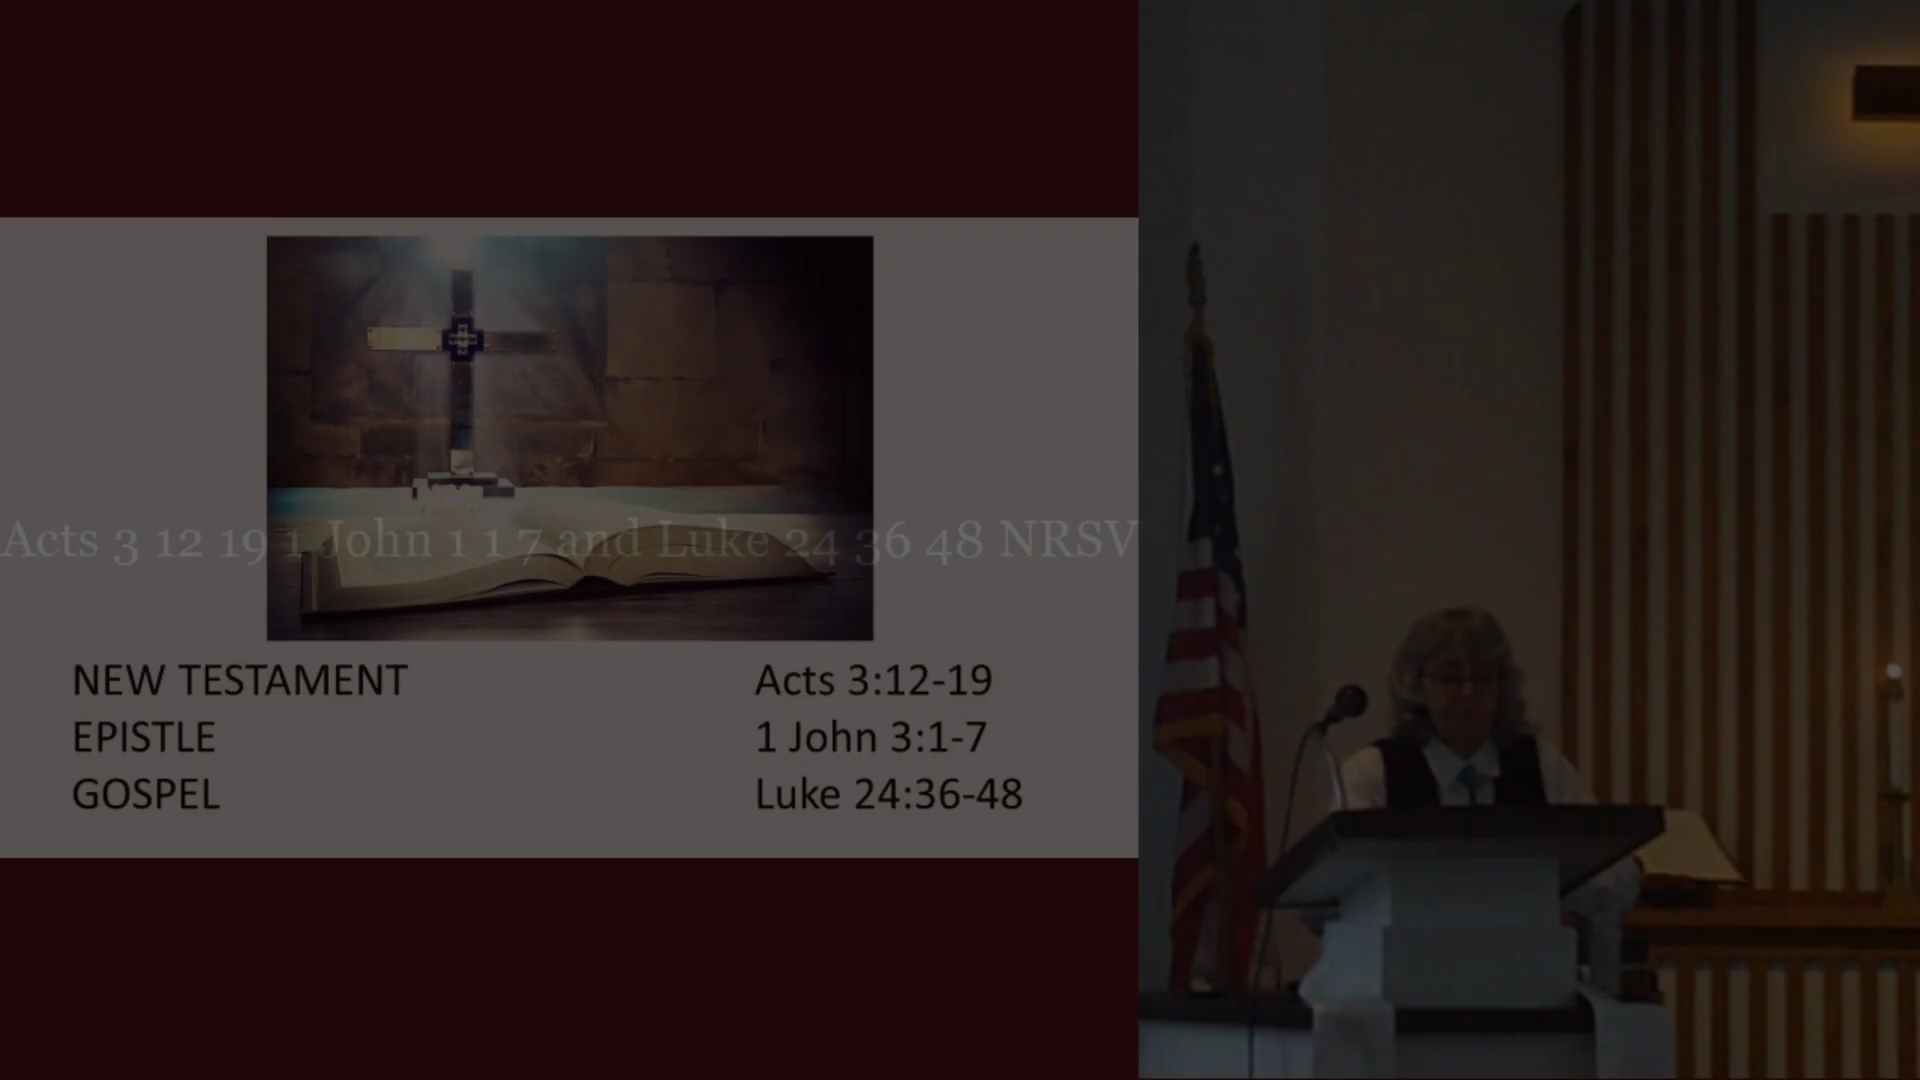 Acts 3 12 19 1 John 1 1 7 and Luke 24 36 48 NRSV
NEW TESTAMENT Acts 3:12-19
EPISTLE 1 John 3:1-7
GOSPEL Luke 24:36-48